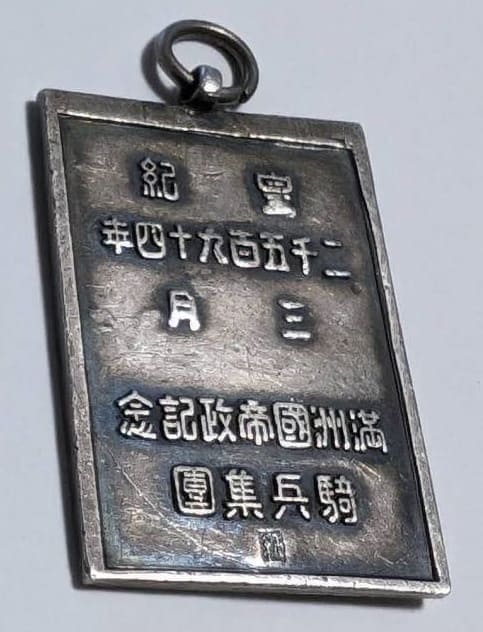 皇紀
二千五百九十四年
三月
滿洲國帝政記念
騎兵集團